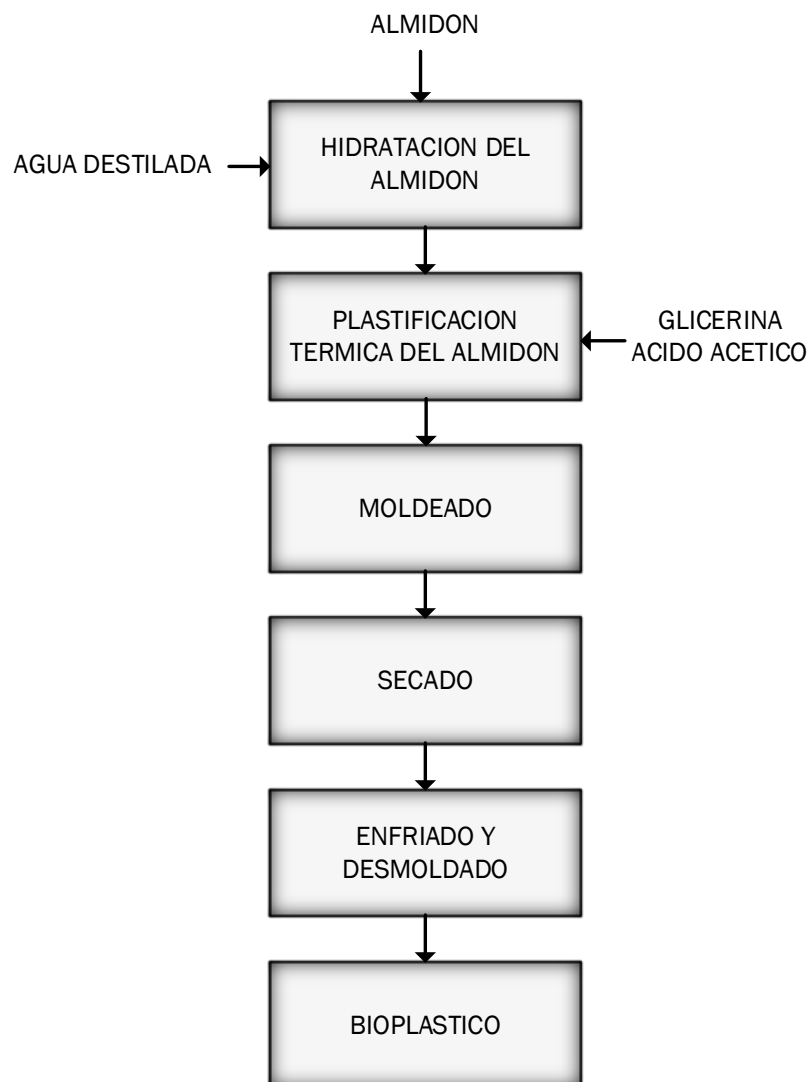 ALMIDON
HIDRATACION DEL
ALMIDON
AGUA DESTILADA
PLASTIFICACION
TERMICA DEL ALMIDON
GLICERINA
ACIDO ACETICO
MOLDEADO
SECADO
ENFRIADO Y
DESMOLDADO
BIOPLASTICO